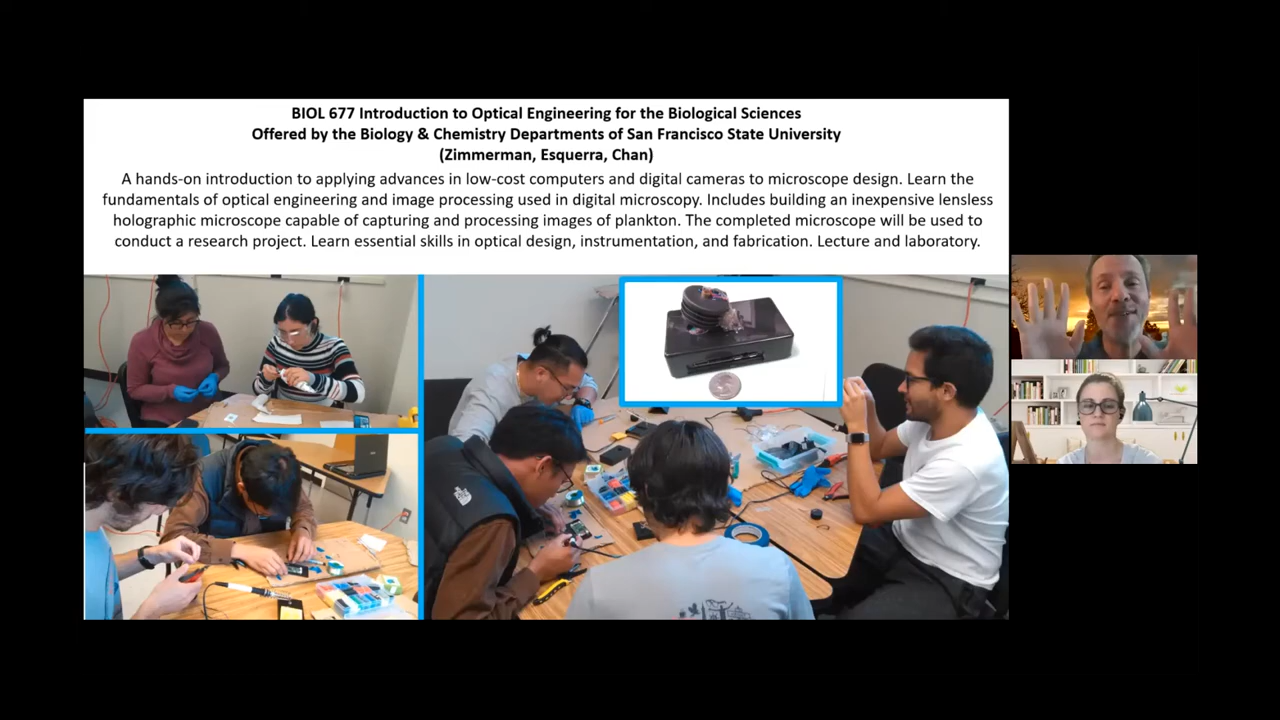 BIOL 677 Introduction to Optical Engineering for the Biological Sciences
Offered by the Biology & Chemistry Departments of San Francisco State University
(Zimmerman, Esquerra, Chan)
A hands-on introduction to applying advances in low-cost computers and digital cameras to microscope design. Learn the
fundamentals of optical engineering and image processing used in digital microscopy. Includes building an inexpensive lensless
holographic microscope capable of capturing and processing images of plankton. The completed microscope will be used to
conduct a research project. Learn essential skills in optical design, instrumentation, and fabrication. Lecture and laboratory.